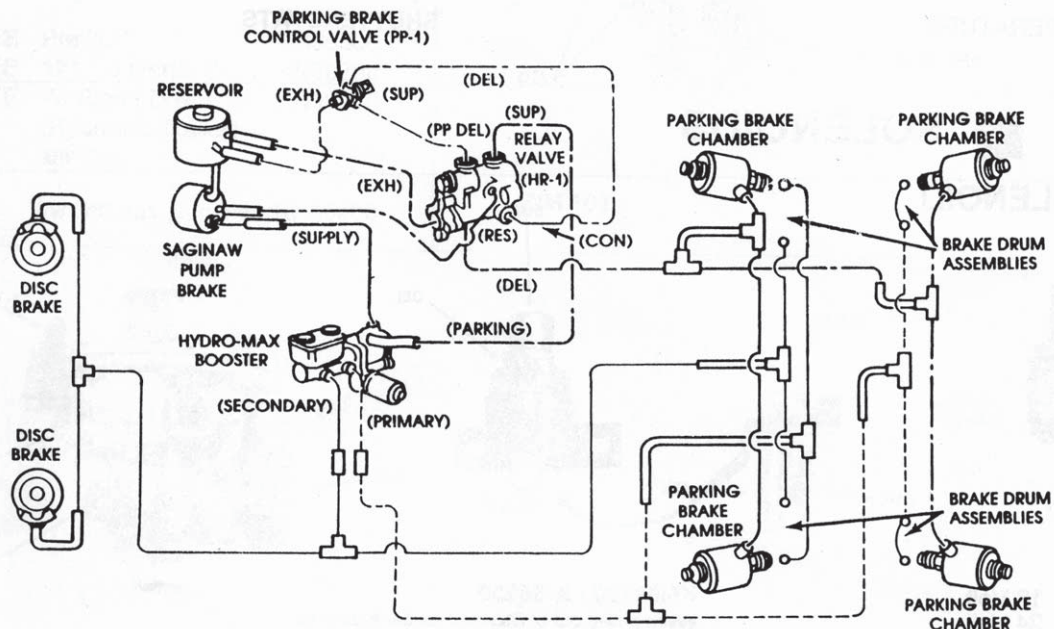 PARKING BRAKE
CONTROL VALVE (PP-1)
(DEL)
RESERVOIR
(EXH)
(SUP)
(SUP)
(PP DEL)
RELAY
VALVE
(HR-1)
PARKING BRAKE
CHAMBER
PARKING BRAKE
CHAMBER
(EXH)
(SUPPLY)
(RES)
(CON)
SAGINAW
PUMP
BRAKE
(DEL)
BRAKE DRUM
ASSEMBLIES
DISC
BRAKE
HYDRO-MAX
BOOSTER
(PARKING)
(SECONDARY)
(PRIMARY)
DISC
BRAKE
PARKING
BRAKE
CHAMBER
BRAKE DRUM
ASSEMBLIES
PARKING BRAKE
CHAMBER